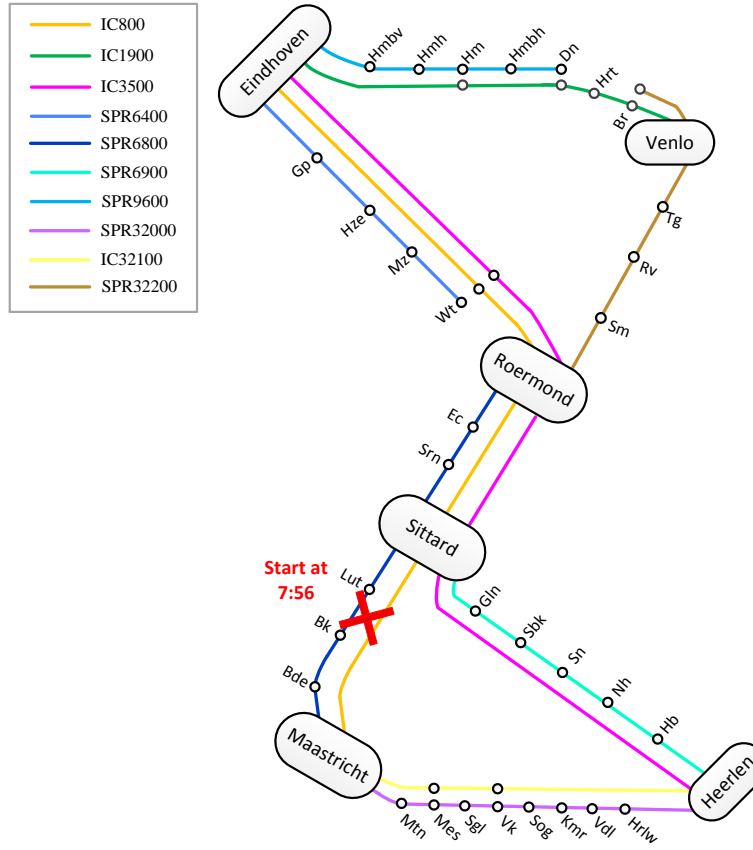 IC800
IC1900
IC3500
SPR6400
SPR6800
SPR6900
SPR9600
SPR32000
IC32100
SPR32200
Eindhoven
Hmbv
Hmh
Hm
Hmbh
Dn
Hrt
Br
Venlo
Gp
Hze
Mz
Wt
Tg
Rv
Sm
Roermond
Ec
Srn
Sittard
Start at
7:56
Lut
Bk
Bde
Gln
Sbk
Sn
Nh
Hb
Maastricht
Heerlen
Mtn
Mes
Sgl
Vk
Sog
Kmr
Vdl
Hrlw